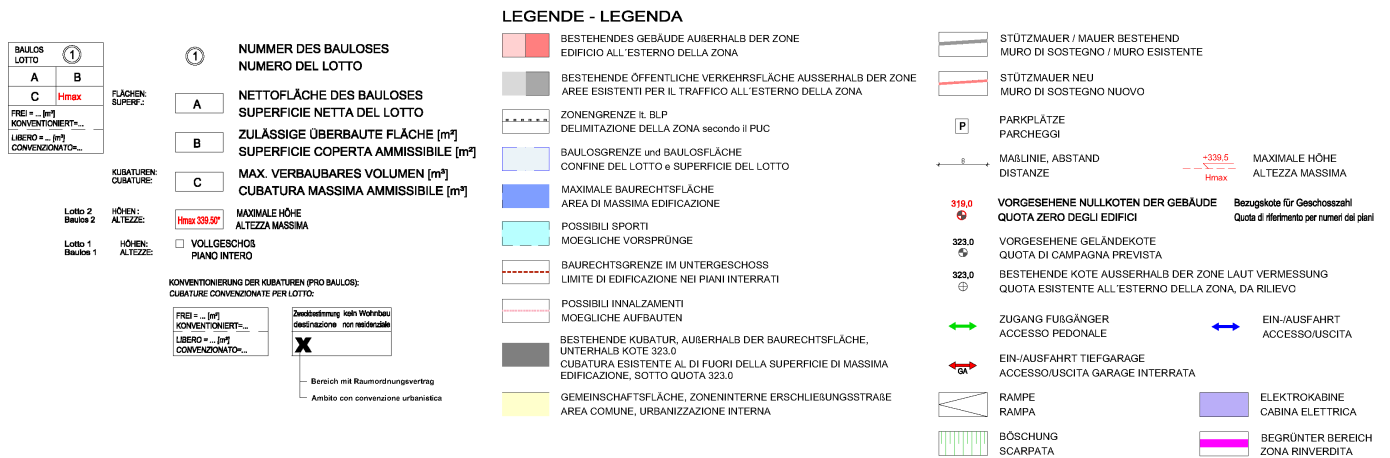 LEGENDE - LEGENDA
BAULOS
LOTTO
1
A
B
C
Hmax
FREI = ... [m³]
KONVENTIONIERT=...
LIBERO = ... [m³]
CONVENZIONATO=...
1
NUMMER DES BAULOSES
NUMERO DEL LOTTO
FLÄCHEN:
SUPERF.:
A
NETTOFLÄCHE DES BAULOSES
SUPERFICIE NETTA DEL LOTTO
B
ZULÄSSIGE ÜBERBAUTE FLÄCHE [m²]
SUPERFICIE COPERTA AMMISSIBILE [m²]
KUBATUREN:
CUBATURE:
C
MAX. VERBAUBARES VOLUMEN [m³]
CUBATURA MASSIMA AMMISSIBILE [m³]
Lotto 2
Baulos 2
HÖHEN:
ALTEZZE:
Hmax 339.50*
MAXIMALE HÖHE
ALTEZZA MASSIMA
Lotto 1
Baulos 1
HÖHEN:
ALTEZZE:
VOLLGESCHOß
PIANO INTERO
KONVENTIONIERUNG DER KUBATUREN (PRO BAULOS):
CUBATURE CONVENZIONATE PER LOTTO:
FREI = ... [m³]
KONVENTIONIERT=...
LIBERO = ... [m³]
CONVENZIONATO=...
Zweckbestimmung kein Wohnbau
destinazione non residenziale
X
Bereich mit Raumordnungsvertrag
Ambito con convenzione urbanistica
BESTEHENDES GEBÄUDE AUßERHALB DER ZONE
EDIFICIO ALL´ESTERNO DELLA ZONA
BESTEHENDE ÖFFENTLICHE VERKEHRSFLÄCHE AUSSERHALB DER ZONE
AREE ESISTENTI PER IL TRAFFICO ALL´ESTERNO DELLA ZONA
ZONENGRENZE lt. BLP
DELIMITAZIONE DELLA ZONA secondo il PUC
BAULOSGRENZE und BAULOSFLÄCHE
CONFINE DEL LOTTO e SUPERFICIE DEL LOTTO
MAXIMALE BAURECHTSFLÄCHE
AREA DI MASSIMA EDIFICAZIONE
POSSIBILI SPORTI
MOEGLICHE VORSPRÜNGE
BAURECHTSGRENZE IM UNTERGESCHOSS
LIMITE DI EDIFICAZIONE NEI PIANI INTERRATI
POSSIBILI INNALZAMENTI
MOEGLICHE AUFBAUTEN
BESTEHENDE KUBATUR, AUßERHALB DER BAURECHTSFLÄCHE,
UNTERHALB KOTE 323.0
CUBATURA ESISTENTE AL DI FUORI DELLA SUPERFICIE DI MASSIMA
EDIFICAZIONE, SOTTO QUOTA 323.0
GEMEINSCHAFTSFLÄCHE, ZONENINTERNE ERSCHLIEßUNGSSTRAßE
AREA COMUNE, URBANIZZAZIONE INTERNA
STÜTZMAUER / MAUER BESTEHEND
MURO DI SOSTEGNO / MURO ESISTENTE
STÜTZMAUER NEU
MURO DI SOSTEGNO NUOVO
P
PARKPLÄTZE
PARCHEGGI
MAßLINIE, ABSTAND
DISTANZE
+339,5
Hmax
MAXIMALE HÖHE
ALTEZZA MASSIMA
319,0
VORGESEHENE NULLKOTEN DER GEBÄUDE
QUOTA ZERO DEGLI EDIFICI
Bezugskote für Geschosszahl
Quota di riferimento per numeri dei piani
323,0
VORGESEHENE GELÄNDEKOTE
QUOTA DI CAMPAGNA PREVISTA
323,0
BESTEHENDE KOTE AUSSERHALB DER ZONE LAUT VERMESSUNG
QUOTA ESISTENTE ALL´ESTERNO DELLA ZONA, DA RILIEVO
ZUGANG FUßGÄNGER
ACCESSO PEDONALE
EIN-/AUSFAHRT
ACCESSO/USCITA
GA
EIN-/AUSFAHRT TIEFGARAGE
ACCESSO/USCITA GARAGE INTERRATA
RAMPE
RAMPA
ELEKTROKABINE
CABINA ELETTRICA
BÖSCHUNG
SCARPATA
BEGRÜNTER BEREICH
ZONA RINVERDITA